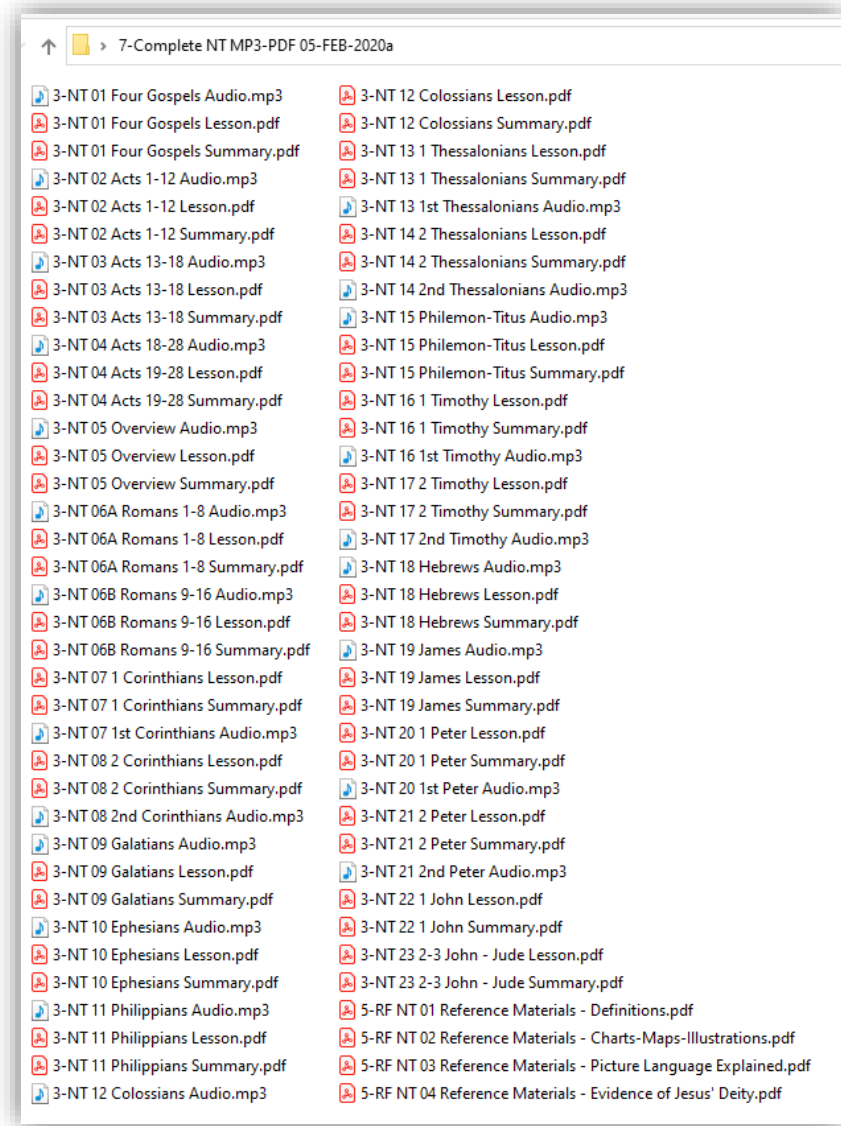 7-Complete NT MP3-PDF 05-FEB-2020a
3-NT 01 Four Gospels Audio.mp3
3-NT 01 Four Gospels Lesson.pdf
3-NT 01 Four Gospels Summary.pdf
3-NT 02 Acts 1-12 Audio.mp3
3-NT 02 Acts 1-12 Lesson.pdf
3-NT 02 Acts 1-12 Summary.pdf
3-NT 03 Acts 13-18 Audio.mp3
3-NT 03 Acts 13-18 Lesson.pdf
3-NT 03 Acts 13-18 Summary.pdf
3-NT 04 Acts 18-28 Audio.mp3
3-NT 04 Acts 19-28 Lesson.pdf
3-NT 04 Acts 19-28 Summary.pdf
3-NT 05 Overview Audio.mp3
3-NT 05 Overview Lesson.pdf
3-NT 05 Overview Summary.pdf
3-NT 06A Romans 1-8 Audio.mp3
3-NT 06A Romans 1-8 Lesson.pdf
3-NT 06A Romans 1-8 Summary.pdf
3-NT 06B Romans 9-16 Audio.mp3
3-NT 06B Romans 9-16 Lesson.pdf
3-NT 06B Romans 9-16 Summary.pdf
3-NT 07 1 Corinthians Lesson.pdf
3-NT 07 1 Corinthians Summary.pdf
3-NT 07 1st Corinthians Audio.mp3
3-NT 08 2 Corinthians Lesson.pdf
3-NT 08 2 Corinthians Summary.pdf
3-NT 08 2nd Corinthians Audio.mp3
3-NT 09 Galatians Audio.mp3
3-NT 09 Galatians Lesson.pdf
3-NT 09 Galatians Summary.pdf
3-NT 10 Ephesians Audio.mp3
3-NT 10 Ephesians Lesson.pdf
3-NT 10 Ephesians Summary.pdf
3-NT 11 Philippians Audio.mp3
3-NT 11 Philippians Lesson.pdf
3-NT 11 Philippians Summary.pdf
3-NT 12 Colossians Audio.mp3
3-NT 12 Colossians Lesson.pdf
3-NT 12 Colossians Summary.pdf
3-NT 13 1 Thessalonians Lesson.pdf
3-NT 13 1 Thessalonians Summary.pdf
3-NT 13 1st Thessalonians Audio.mp3
3-NT 14 2 Thessalonians Lesson.pdf
3-NT 14 2 Thessalonians Summary.pdf
3-NT 14 2nd Thessalonians Audio.mp3
3-NT 15 Philemon-Titus Audio.mp3
3-NT 15 Philemon-Titus Lesson.pdf
3-NT 15 Philemon-Titus Summary.pdf
3-NT 16 1 Timothy Lesson.pdf
3-NT 16 1 Timothy Summary.pdf
3-NT 16 1st Timothy Audio.mp3
3-NT 17 2 Timothy Lesson.pdf
3-NT 17 2 Timothy Summary.pdf
3-NT 17 2nd Timothy Audio.mp3
3-NT 18 Hebrews Audio.mp3
3-NT 18 Hebrews Lesson.pdf
3-NT 18 Hebrews Summary.pdf
3-NT 19 James Audio.mp3
3-NT 19 James Lesson.pdf
3-NT 19 James Summary.pdf
3-NT 20 1 Peter Lesson.pdf
3-NT 20 1 Peter Summary.pdf
3-NT 20 1st Peter Audio.mp3
3-NT 21 2 Peter Lesson.pdf
3-NT 21 2 Peter Summary.pdf
3-NT 21 2nd Peter Audio.mp3
3-NT 22 1 John Lesson.pdf
3-NT 22 1 John Summary.pdf
3-NT 23 2-3 John - Jude Lesson.pdf
3-NT 23 2-3 John - Jude Summary.pdf
5-RF NT 01 Reference Materials - Definitions.pdf
5-RF NT 02 Reference Materials - Charts-Maps-Illustrations.pdf
5-RF NT 03 Reference Materials - Picture Language Explained.pdf
5-RF NT 04 Reference Materials - Evidence of Jesus' Deity.pdf